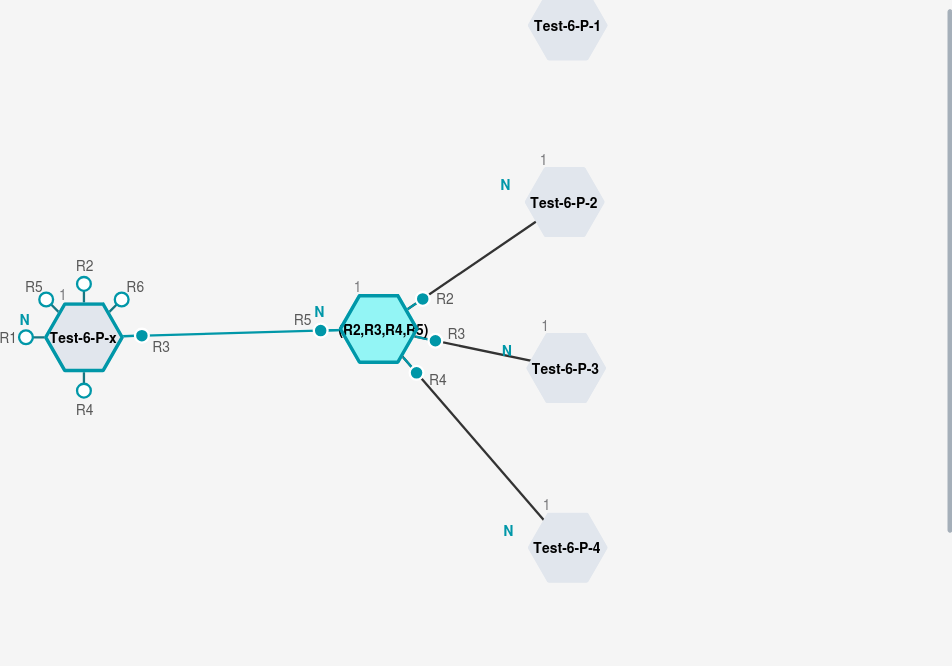 Test-6-P-1
1
N
Test-6-P-2
R2
R5
1
R6
N
R1
Test-6-P-x
R3
R4
1
N
R5
(R2,R3,R4,R5)
R2
R3
R4
1
N
Test-6-P-3
1
N
Test-6-P-4